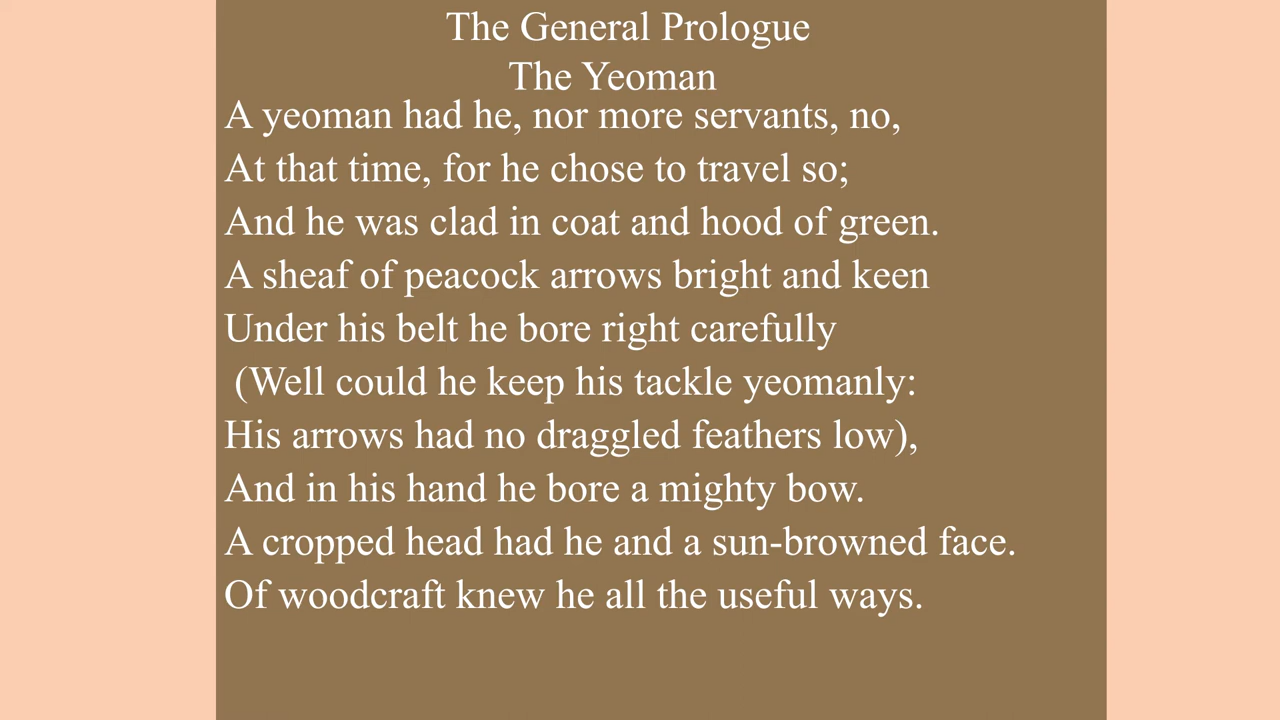 The General Prologue
The Yeoman
A yeoman had he, nor more servants, no,
At that time, for he chose to travel so;
And he was clad in coat and hood of green.
A sheaf of peacock arrows bright and keen
Under his belt he bore right carefully
(Well could he keep his tackle yeomanly:
His arrows had no draggled feathers low),
And in his hand he bore a mighty bow.
A cropped head had he and a sun-browned face.
Of woodcraft knew he all the useful ways.